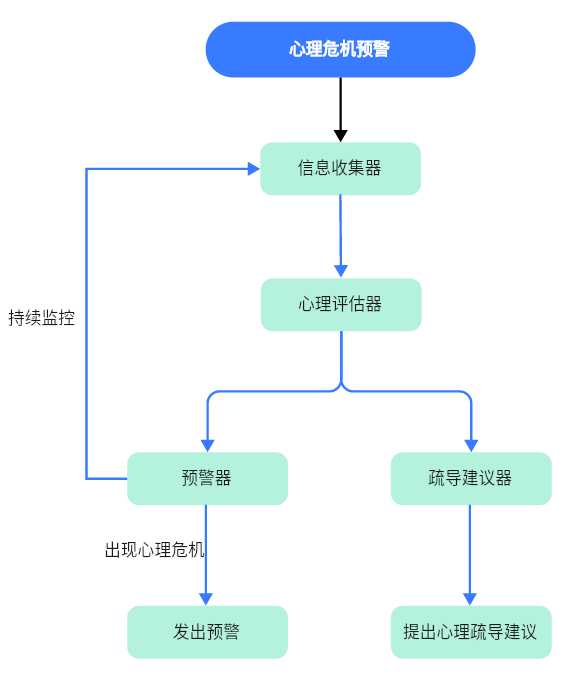 心理危机预警
信息收集器
心理评估器
持续监控
预警器
疏导建议器
出现心理危机
发出预警
提出心理疏导建议